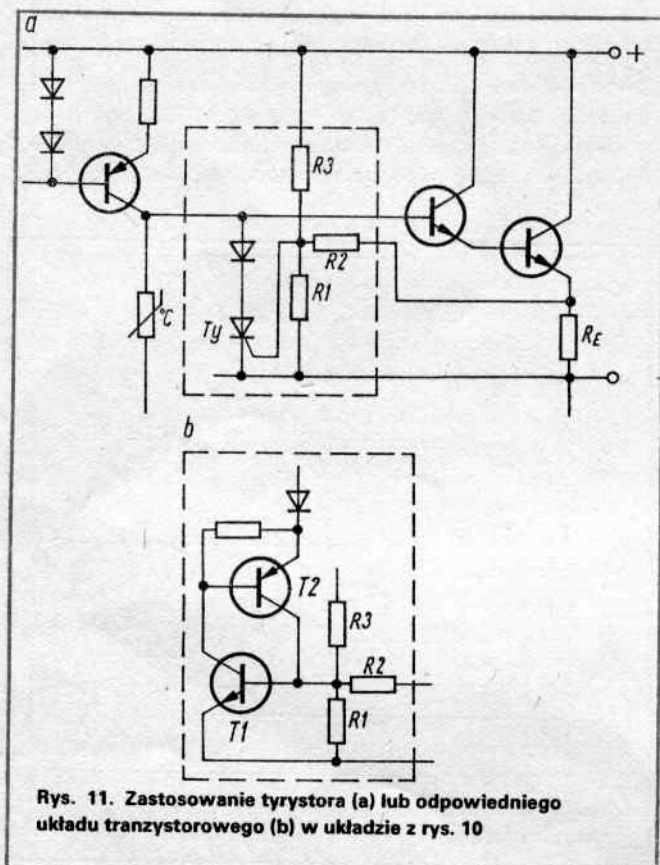 a
+
R3
R2
R1
°C
Ty
RE
b
T2
R3
R2
R1
T1
Rys. 11. Zastosowanie tyrystora (a) lub odpowiedniego
układu tranzystorowego (b) w układzie z rys. 10